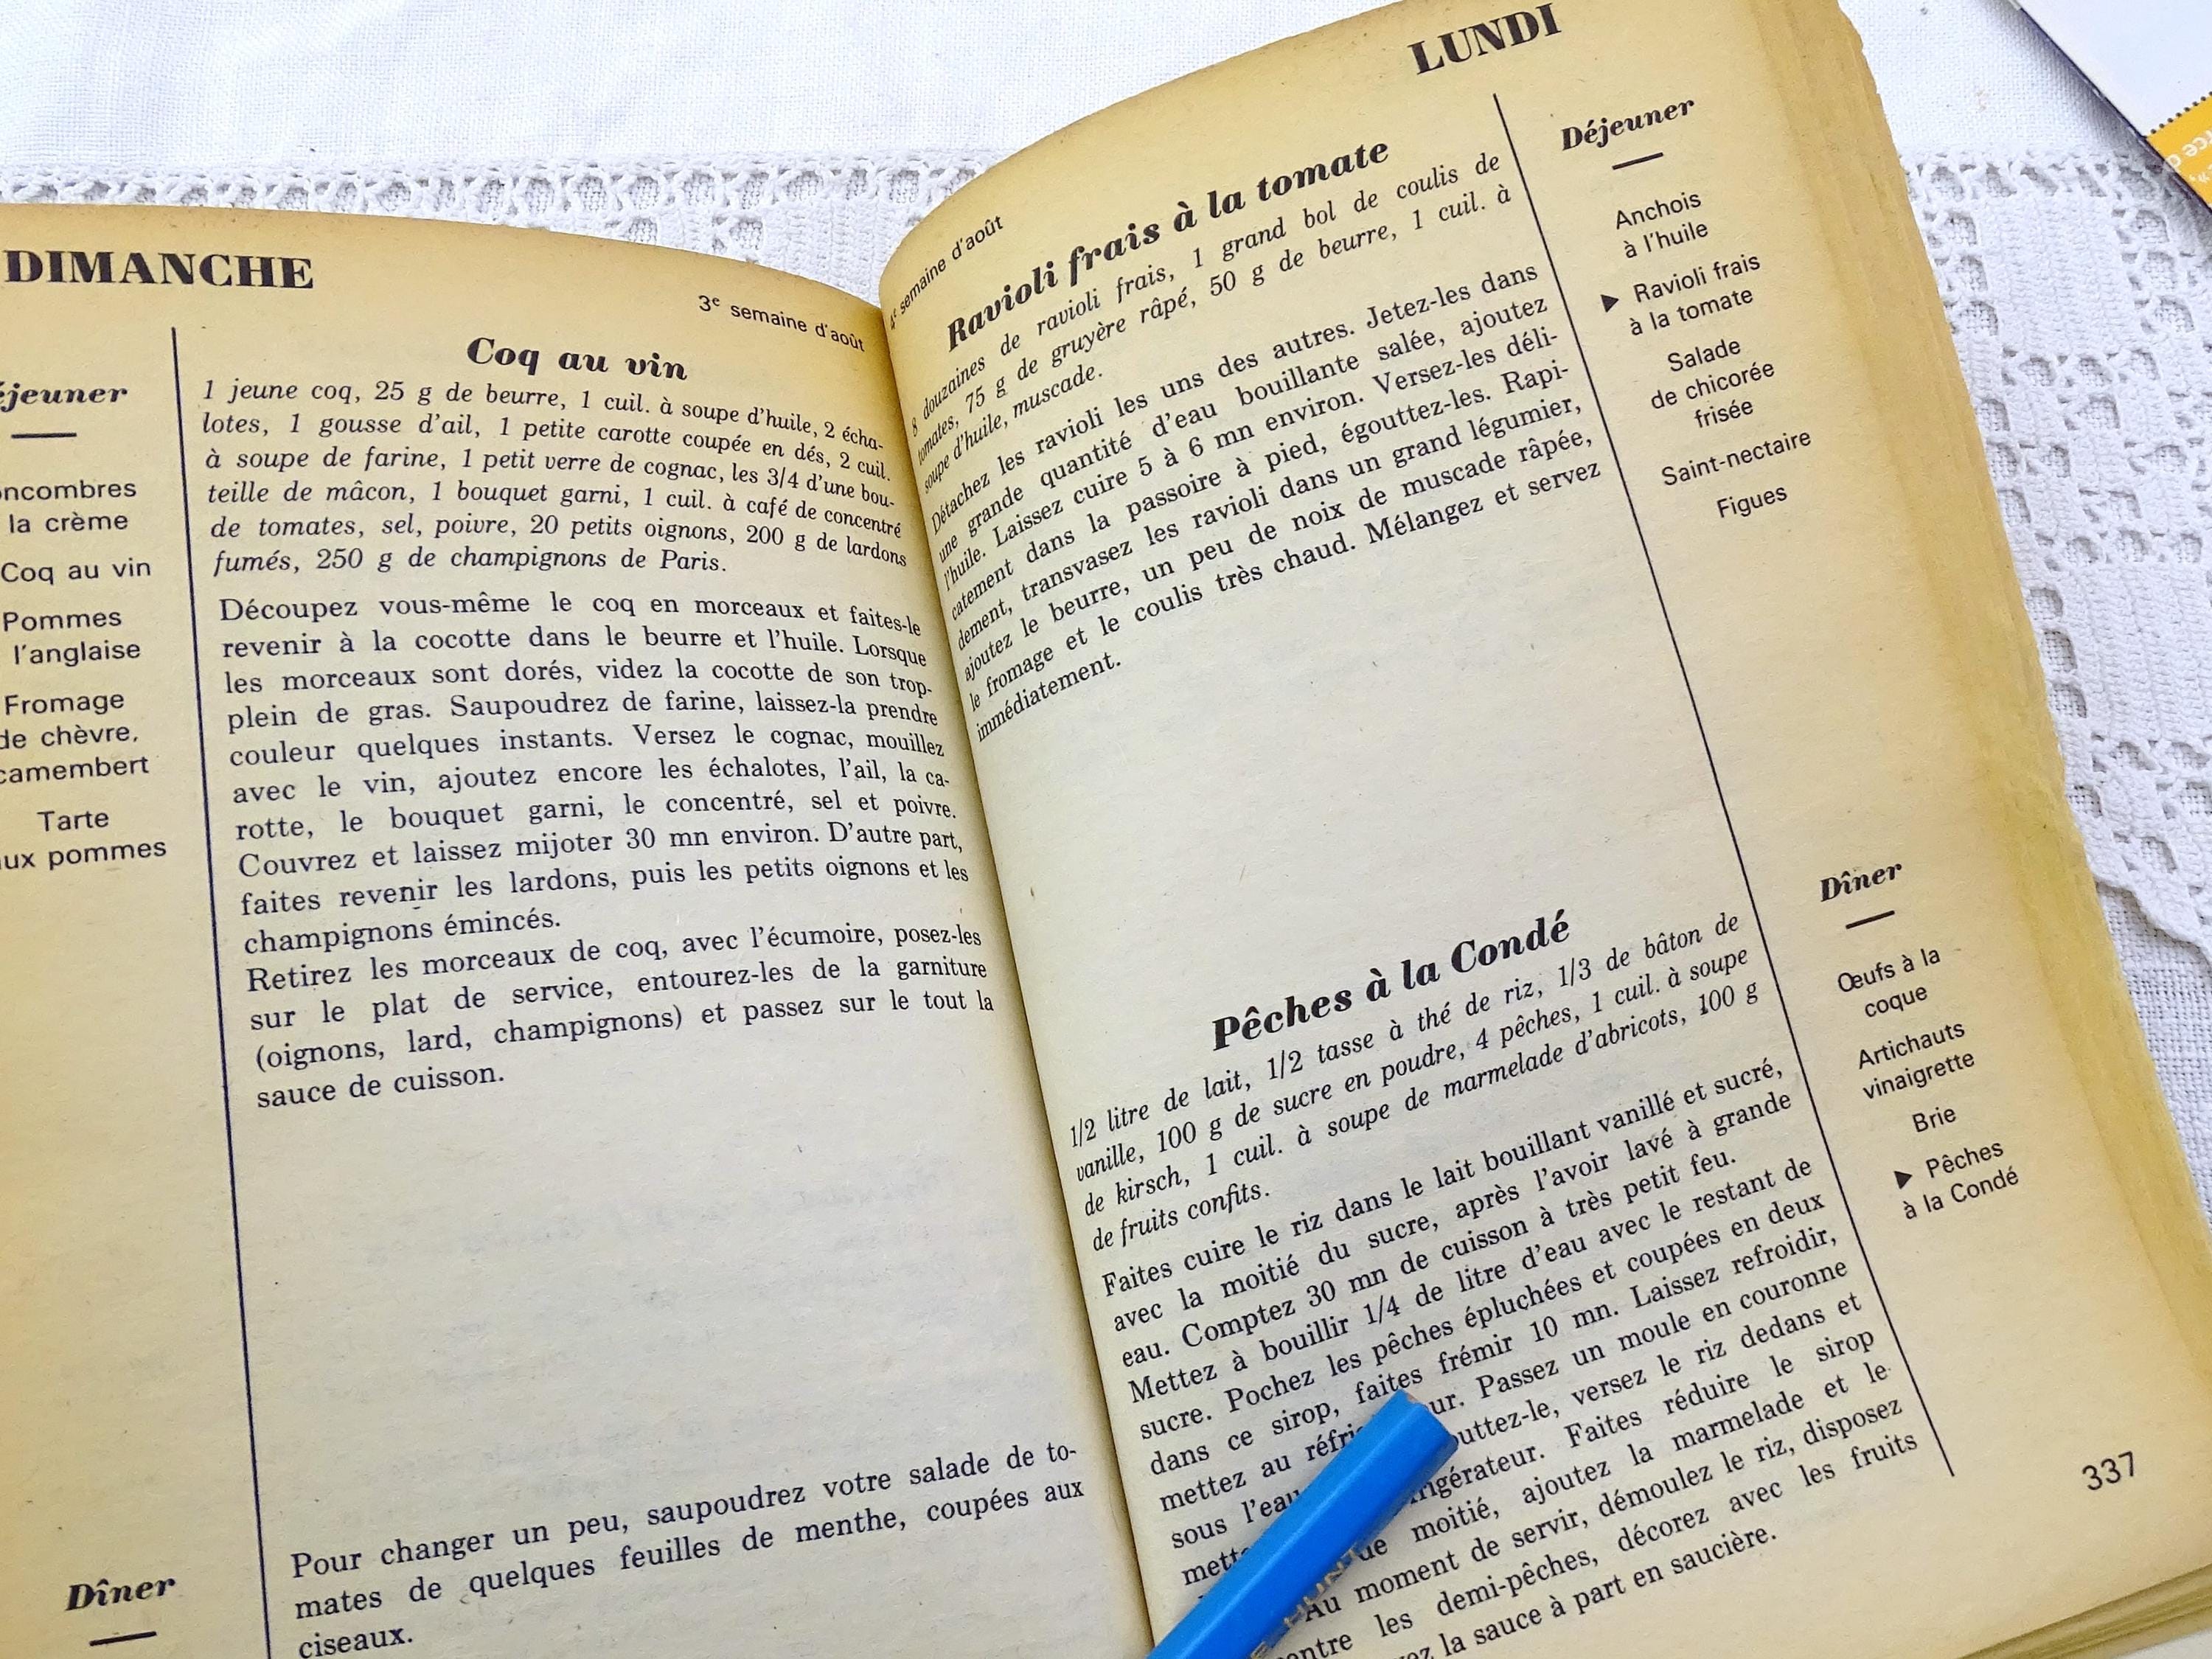 DIMANCHE
3e semaine d'août
éjeuner
oncombres
la crème
Coq au vin
Pommes
l'anglaise
Fromage
de chèvre,
camembert
Tarte
ux pommes
Dîner
Coq au vin
1 jeune coq, 25 g de beurre, 1 cuil. à soupe d'huile, 2 écha-
lotes, 1 gousse d'ail, 1 petite carotte coupée en dés, 2 cuil.
à soupe de farine, 1 petit verre de cognac, les 3/4 d'une bou-
teille de mâcon, 1 bouquet garni, 1 cuil. à café de concentré
de tomates, sel, poivre, 20 petits oignons, 200 g de lardons
fumés, 250 g de champignons de Paris.
Découpez vous-même le coq en morceaux et faites-le
revenir à la cocotte dans le beurre et l'huile. Lorsque
les morceaux sont dorés, videz la cocotte de son trop-
plein de gras. Saupoudrez de farine, laissez-la prendre
couleur quelques instants. Versez le cognac, mouillez
avec le vin, ajoutez encore les échalotes, l'ail, la ca-
rotte, le bouquet garni, le concentré, sel et poivre.
Couvrez et laissez mijoter 30 mn environ. D'autre part,
faites revenir les lardons, puis les petits oignons et les
champignons émincés.
Retirez les morceaux de coq, avec l'écumoire, posez-les
sur le plat de service, entourez-les de la garniture
(oignons, lard, champignons) et passez sur le tout la
sauce de cuisson.
Pour changer un peu, saupoudrez votre salade de to-
mates de quelques feuilles de menthe, coupées aux
ciseaux.
LUNDI
4e semaine d'août
Ravioli frais à la tomate
8 douzaines de ravioli frais, 1 grand bol de coulis de
tomates, 75 g de gruyère râpé, 50 g de beurre, 1 cuil. à
soupe d'huile, muscade.
Détachez les ravioli les uns des autres. Jetez-les dans
une grande quantité d'eau bouillante salée, ajoutez
l'huile. Laissez cuire 5 à 6 mn environ. Versez-les déli-
catement dans la passoire à pied, égouttez-les. Rapi-
dement, transvasez les ravioli dans un grand légumier,
ajoutez le beurre, un peu de noix de muscade râpée,
le fromage et le coulis très chaud. Mélangez et servez
immédiatement.
Pêches à la Condé
1/2 litre de lait, 1/2 tasse à thé de riz, 1/3 de bâton de
vanille, 100 g de sucre en poudre, 4 pêches, 1 cuil. à soupe
de kirsch, 1 cuil. à soupe de marmelade d'abricots, 100 g
de fruits confits.
Faites cuire le riz dans le lait bouillant vanillé et sucré,
avec la moitié du sucre, après l'avoir lavé à grande
eau. Comptez 30 mn de cuisson à très petit feu.
Mettez à bouillir 1/4 de litre d'eau avec le restant de
sucre. Pochez les pêches épluchées et coupées en deux
dans ce sirop, faites frémir 10 mn. Laissez refroidir,
mettez au réfri ur. Passez un moule en couronne
sous l'eau outtez-le, versez le riz dedans et
mette rigérateur. Faites réduire le sirop
de moitié, ajoutez la marmelade et le
Au moment de servir, démoulez le riz, disposez
entre les demi-pêches, décorez avec les fruits
ez la sauce à part en saucière.
Déjeuner
Anchois
à l'huile
► Ravioli frais
à la tomate
Salade
de chicorée
frisée
Saint-nectaire
Figues
Dîner
Œufs à la
coque
Artichauts
vinaigrette
Brie
► Pêches
à la Condé
337